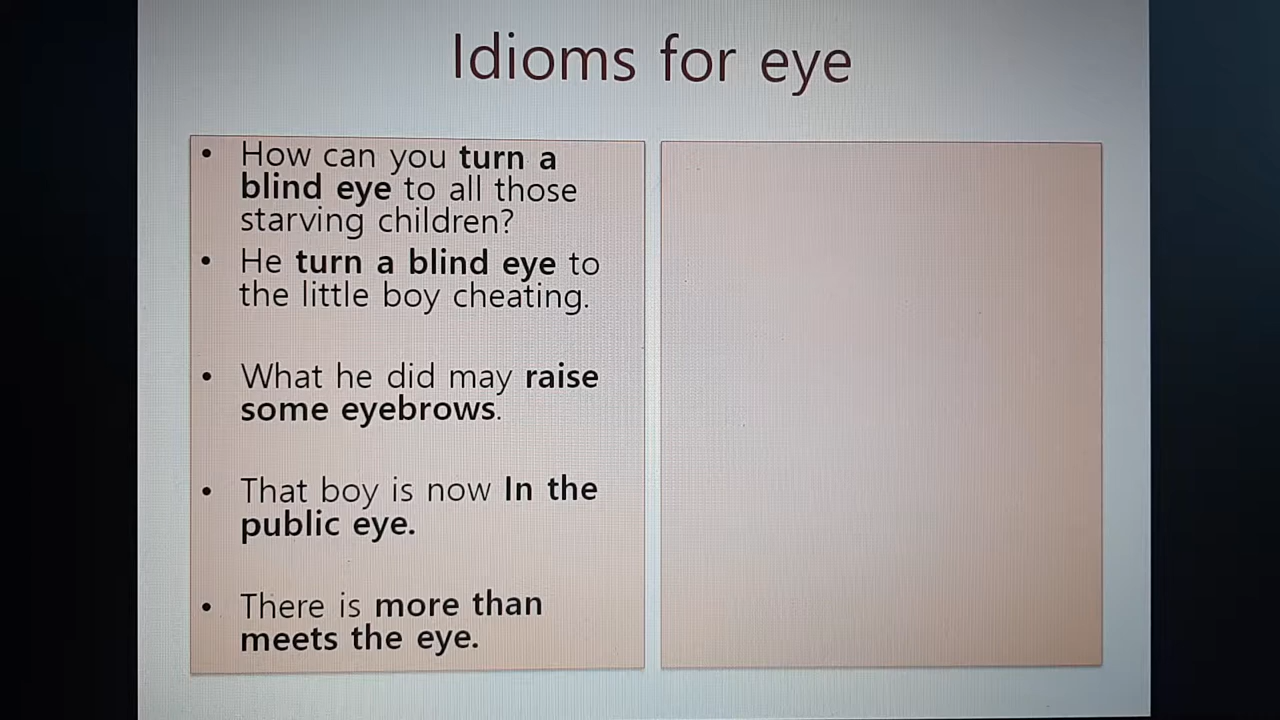 Idioms for eye
• How can you turn a
blind eye to all those
starving children?
• He turn a blind eye to
the little boy cheating.
• What he did may raise
some eyebrows.
• That boy is now In the
public eye.
• There is more than
meets the eye.